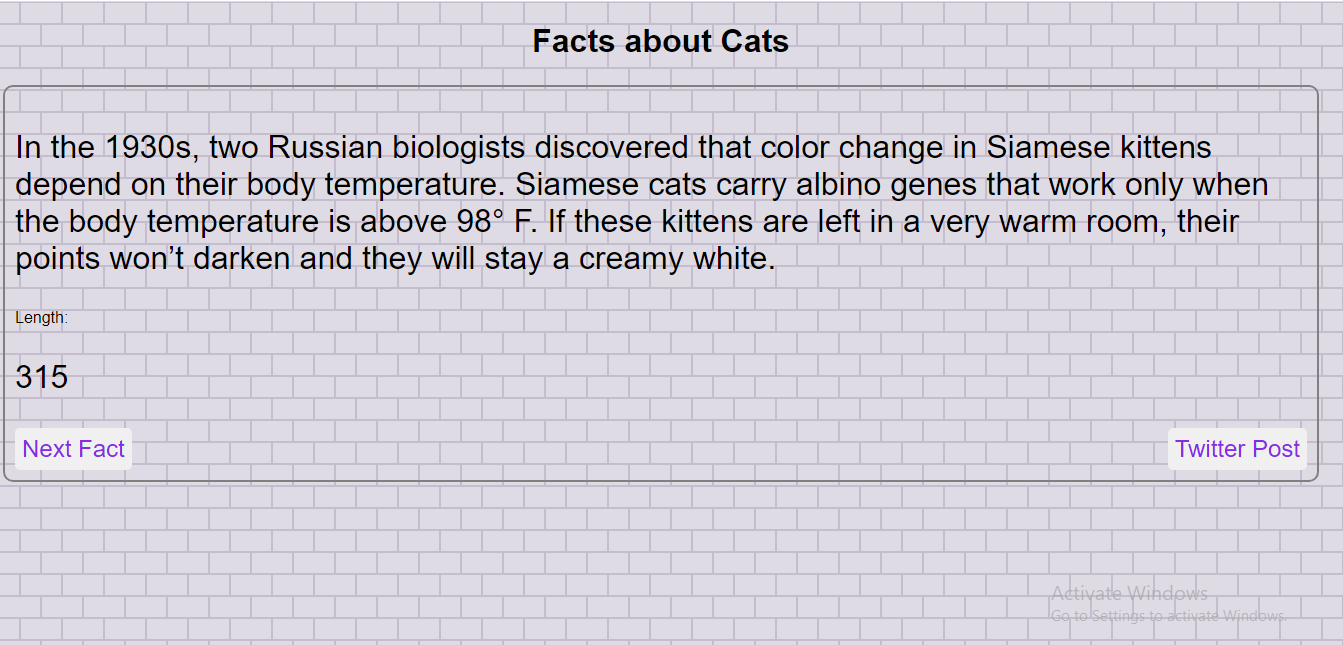 Facts about Cats
In the 1930s, two Russian biologists discovered that color change in Siamese kittens
depend on their body temperature. Siamese cats carry albino genes that work only when
the body temperature is above 98° F. If these kittens are left in a very warm room, their
points won’t darken and they will stay a creamy white.
Length:
315
Next Fact
Twitter Post
Activate Windows
Go to Settings to activate Windows.